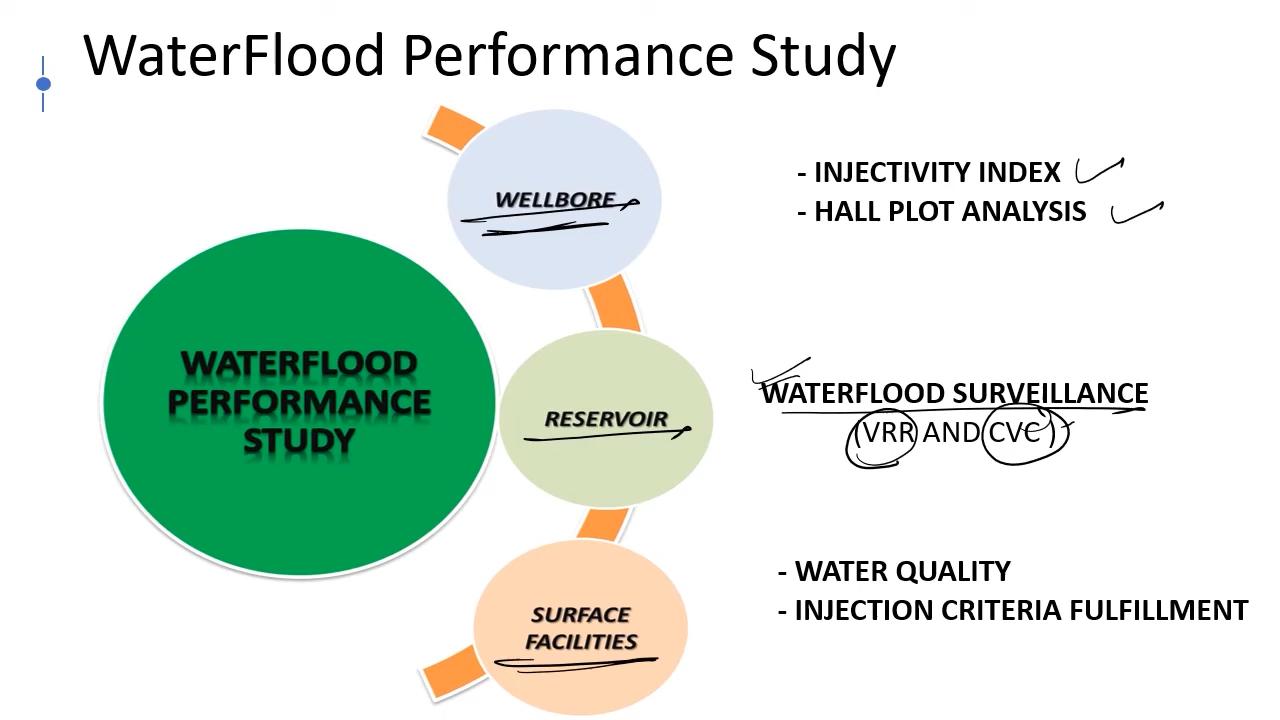 WaterFlood Performance Study
WATERFLOOD
PERFORMANCE
STUDY
WELLBORE
- INJECTIVITY INDEX
- HALL PLOT ANALYSIS
RESERVOIR
WATERFLOOD SURVEILLANCE
(VRR AND CVC )
SURFACE
FACILITIES
- WATER QUALITY
- INJECTION CRITERIA FULFILLMENT